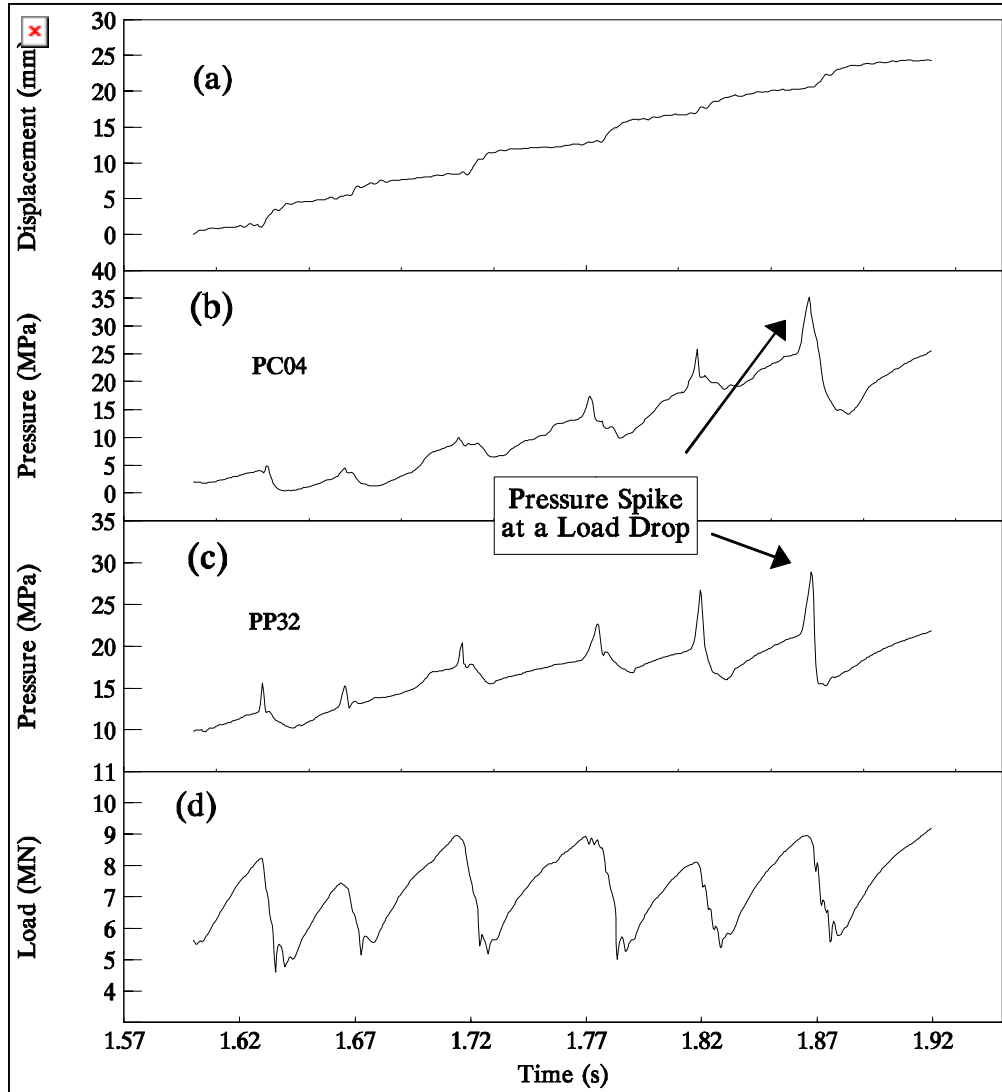 Displacement (mm)
30
25
20
15
10
5
0
(a)
Pressure (MPa)
40
35
30
25
20
15
10
5
0
(b)
PC04
Pressure Spike
at a Load Drop
Pressure (MPa)
35
30
25
20
15
10
(c)
PP32
Load (MN)
11
10
9
8
7
6
5
4
(d)
1.57 1.62 1.67 1.72 1.77 1.82 1.87 1.92
Time (s)